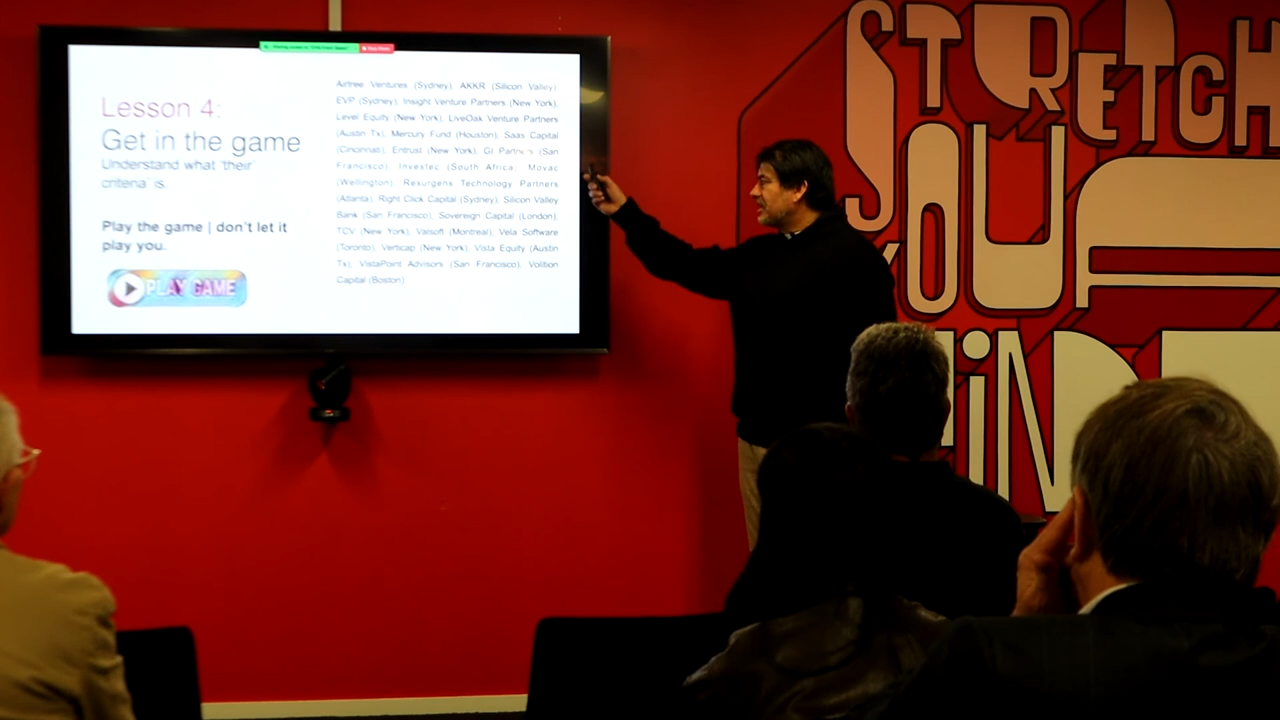 Lesson 4:
Get in the game
Understand what 'their'
criteria is.
Play the game | don't let it
play you.
PLAY GAME
Airtree Ventures (Sydney), AKKR (Silicon Valley),
EVP (Sydney), Insight Venture Partners (New York),
Level Equity (New York), LiveOak Venture Partners
(Austin Tx), Mercury Fund (Houston), Saas Capital
(Cincinnati), Entrust (New York), GI Partners (San
Francisco), Investec (South Africa), Movac
(Wellington), Resurgens Technology Partners
(Atlanta), Right Click Capital (Sydney), Silicon Valley
Bank (San Francisco), Sovereign Capital (London),
TCV (New York), Valsoft (Montreal), Vela Software
(Toronto), Verticap (New York), Vista Equity (Austin
Tx), VistaPoint Advisors (San Francisco), Volition
Capital (Boston)
STRETCH
YOU